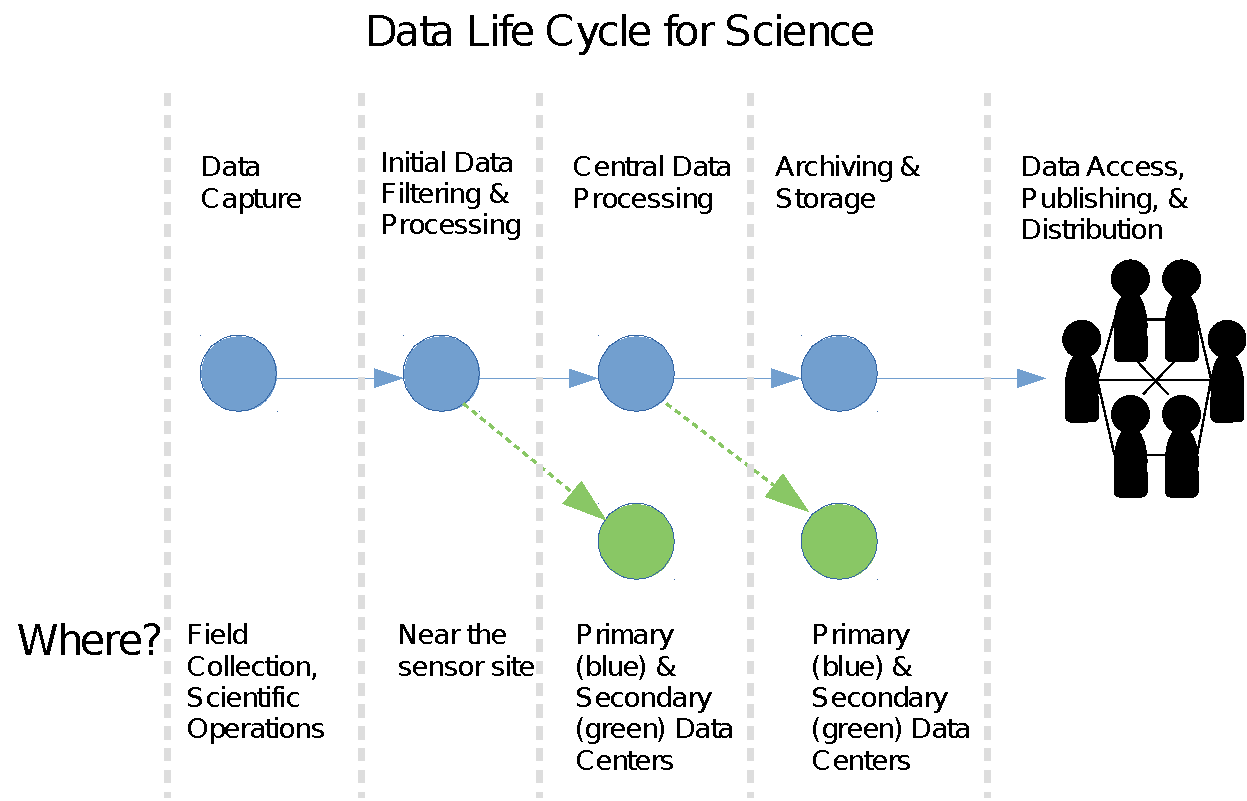 Data Life Cycle for Science
Data
Capture
Initial Data
Filtering &
Processing
Central Data
Processing
Archiving &
Storage
Data Access,
Publishing, &
Distribution
Where?
Field
Collection,
Scientific
Operations
Near the
sensor site
Primary
(blue) &
Secondary
(green) Data
Centers
Primary
(blue) &
Secondary
(green) Data
Centers